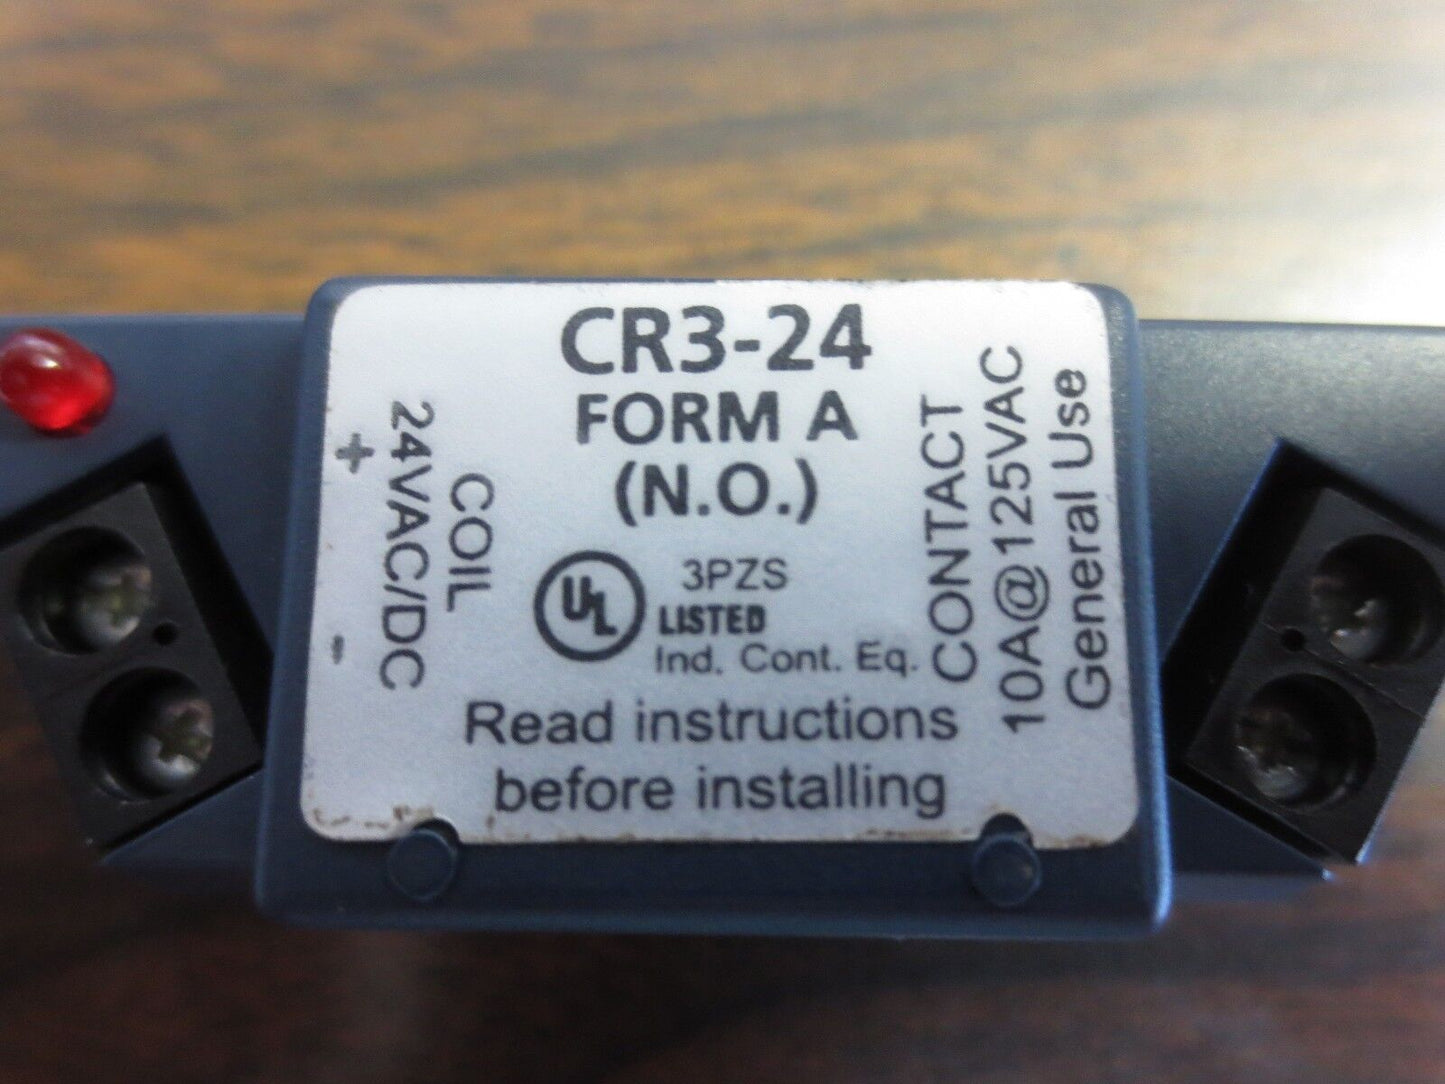 CR3-24
FORM A
(N.O.)
COIL
24VAC/DC
+ -
CONTACT
10A@125VAC
General Use
UL
3PZS
LISTED
Ind. Cont. Eq.
Read instructions
before installing